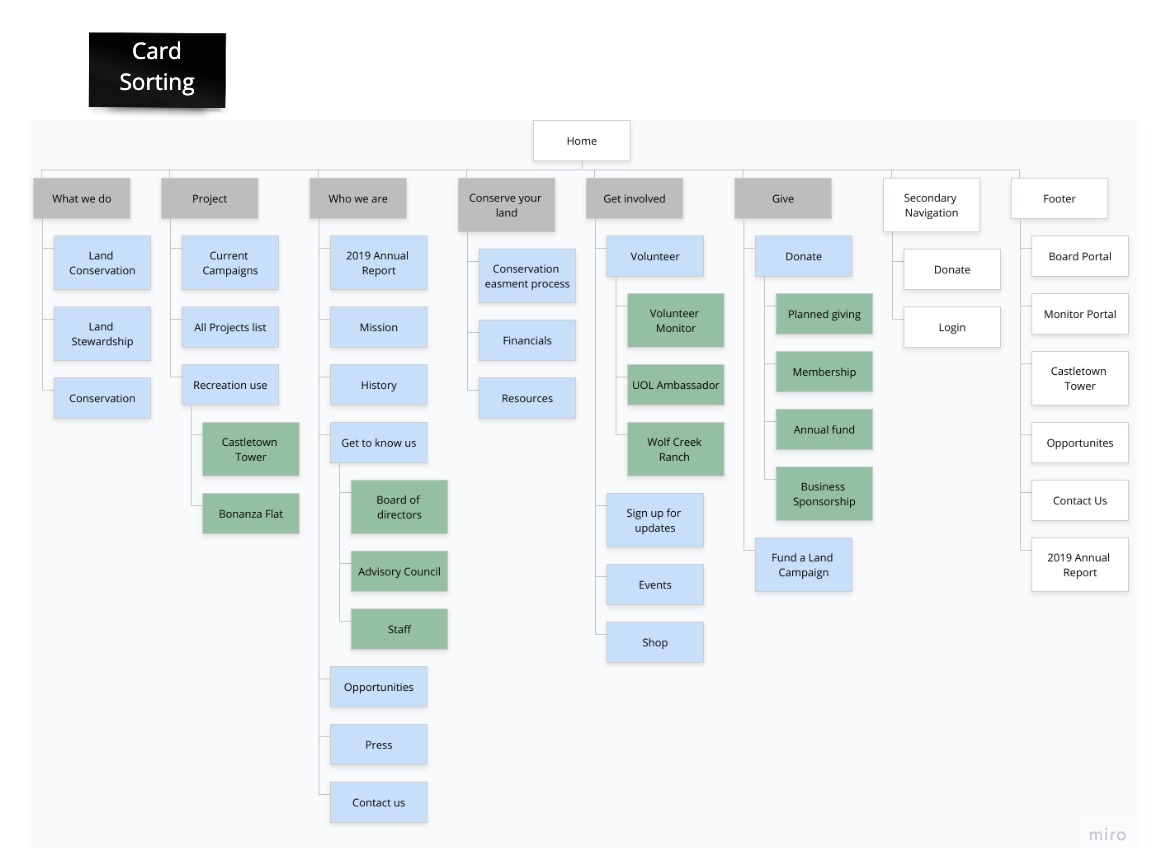 Card
Sorting
Home
What we do
Land
Conservation
Land
Stewardship
Conservation
Project
Current
Campaigns
All Projects list
Recreation use
Castletown
Tower
Bonanza Flat
Who we are
2019 Annual
Report
Mission
History
Get to know us
Board of
directors
Advisory Council
Staff
Opportunities
Press
Contact us
Conserve your
land
Conservation
easment process
Financials
Resources
Get involved
Volunteer
Volunteer
Monitor
UOL Ambassador
Wolf Creek
Ranch
Sign up for
updates
Events
Shop
Give
Donate
Planned giving
Membership
Annual fund
Business
Sponsorship
Fund a Land
Campaign
Secondary
Navigation
Donate
Login
Footer
Board Portal
Monitor Portal
Castletown
Tower
Opportunites
Contact Us
2019 Annual
Report
miro